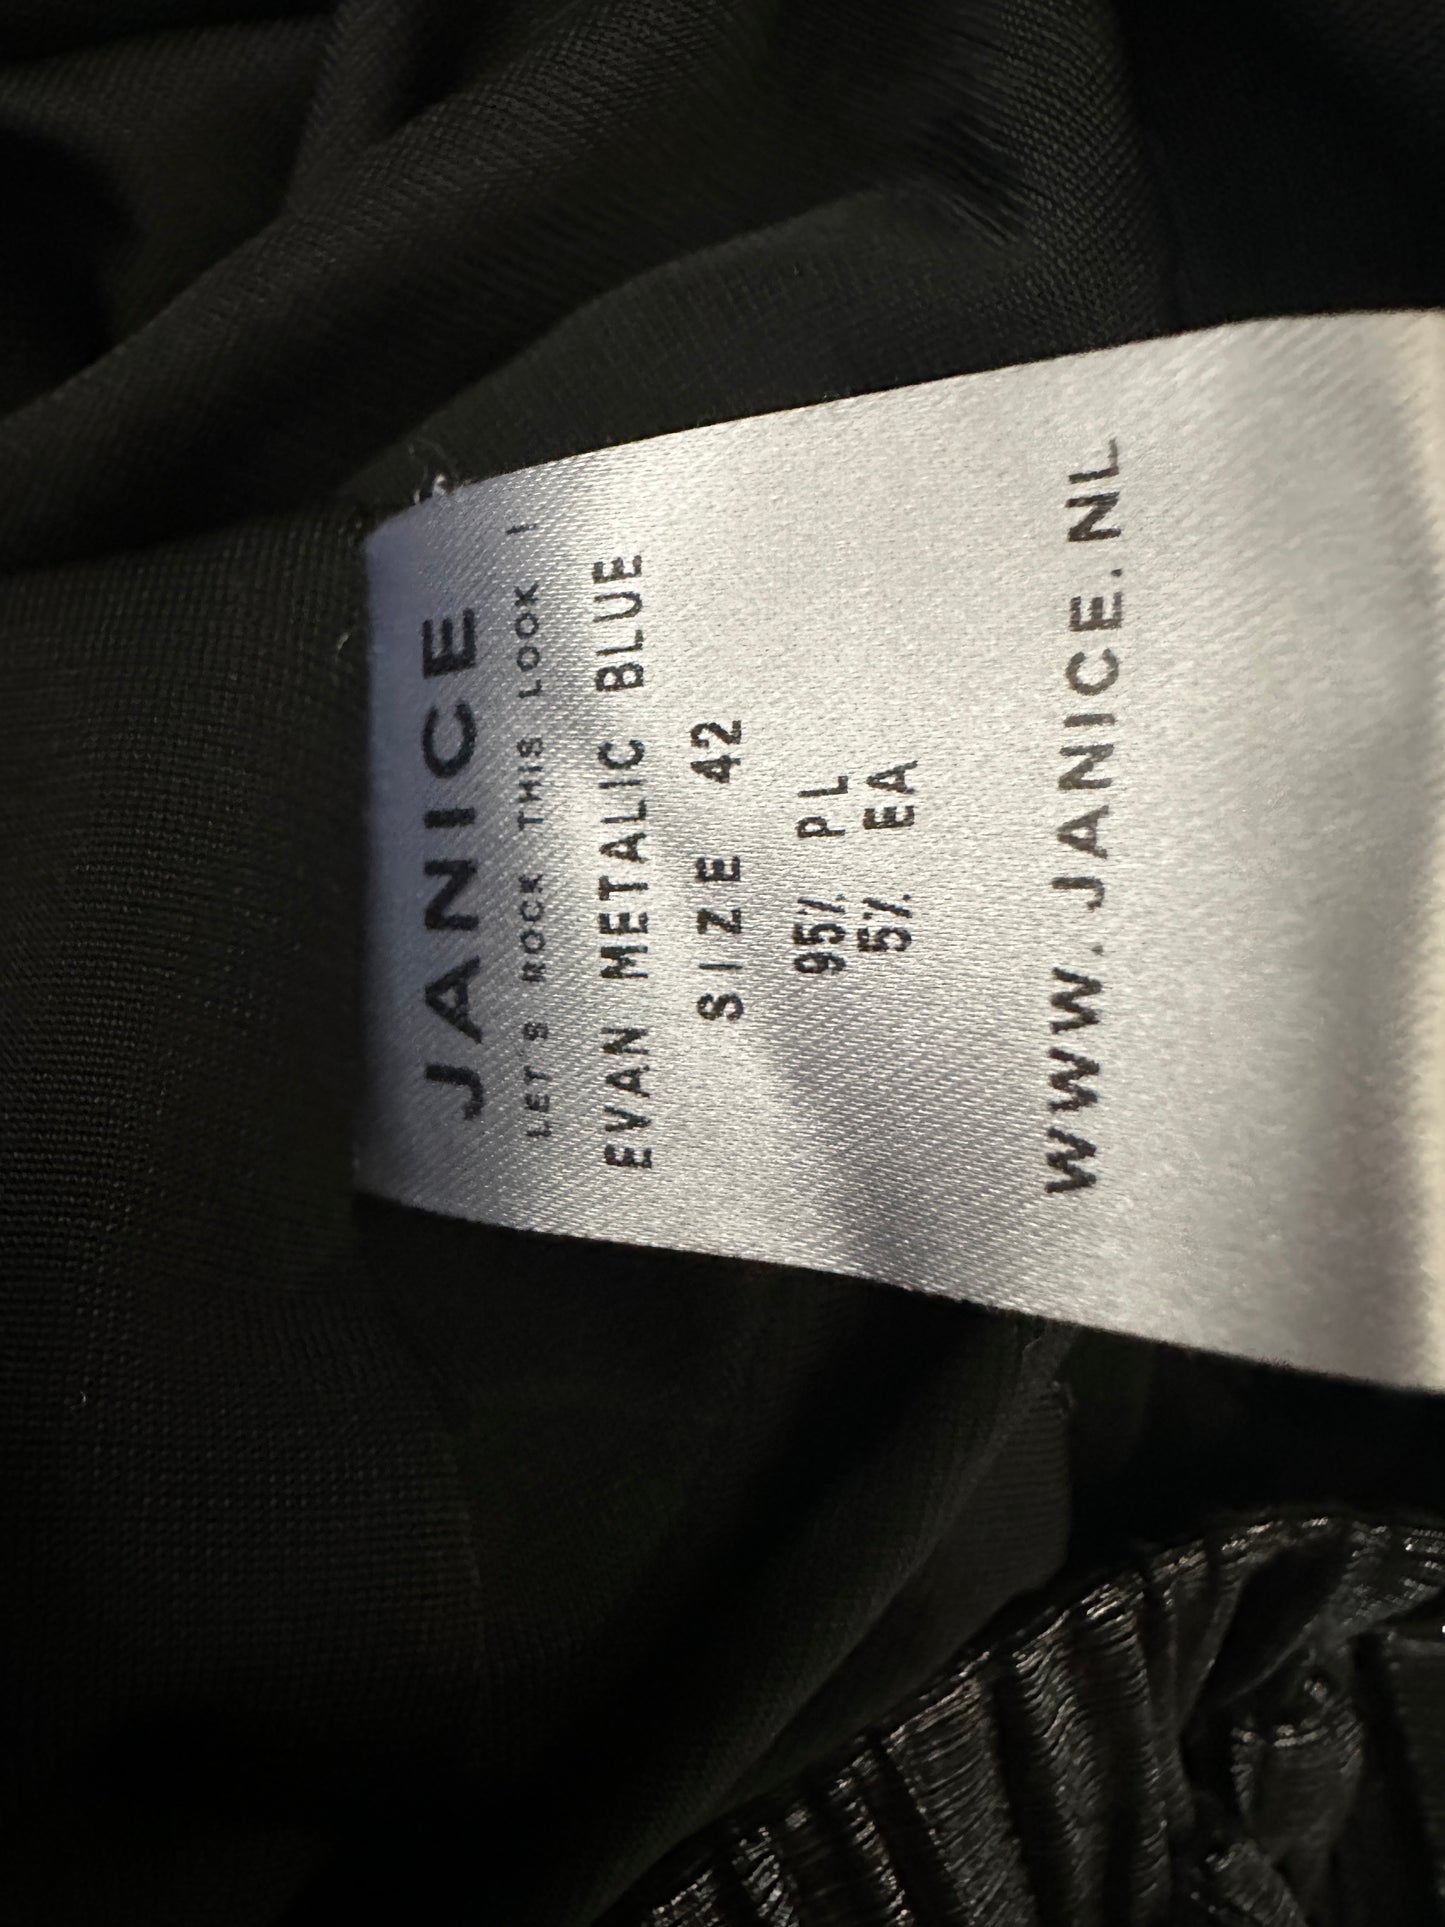 JANICE
LET'S ROCK THIS LOOK !
EVAN METALIC BLUE
SIZE 42
95% PL
5% EA
WWW.JANICE.NL